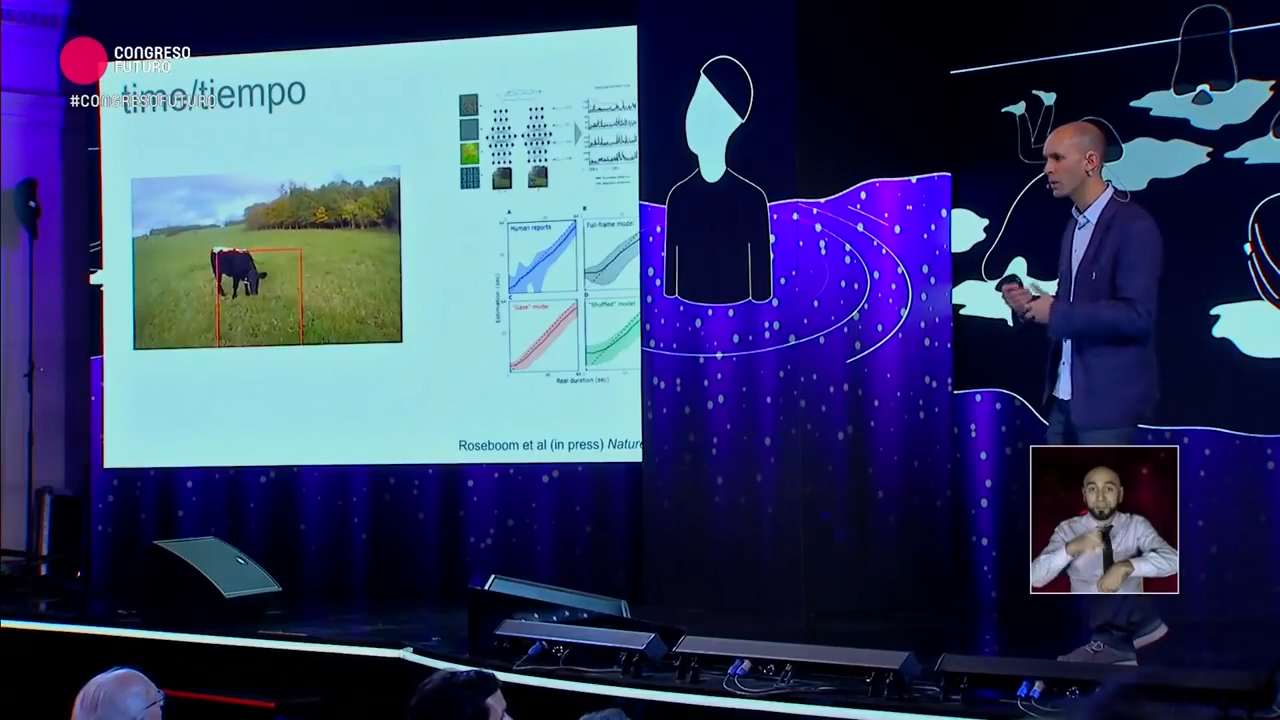 CONGRESO
FUTURO
#CONGRESOFUTURO
time/tiempo
A
B
Human reports
Full-frame mode
C
D
"Gaze" model
"Shuffled" model
Estimation (sec)
Real duration (sec)
Roseboom et al (in press) Nature